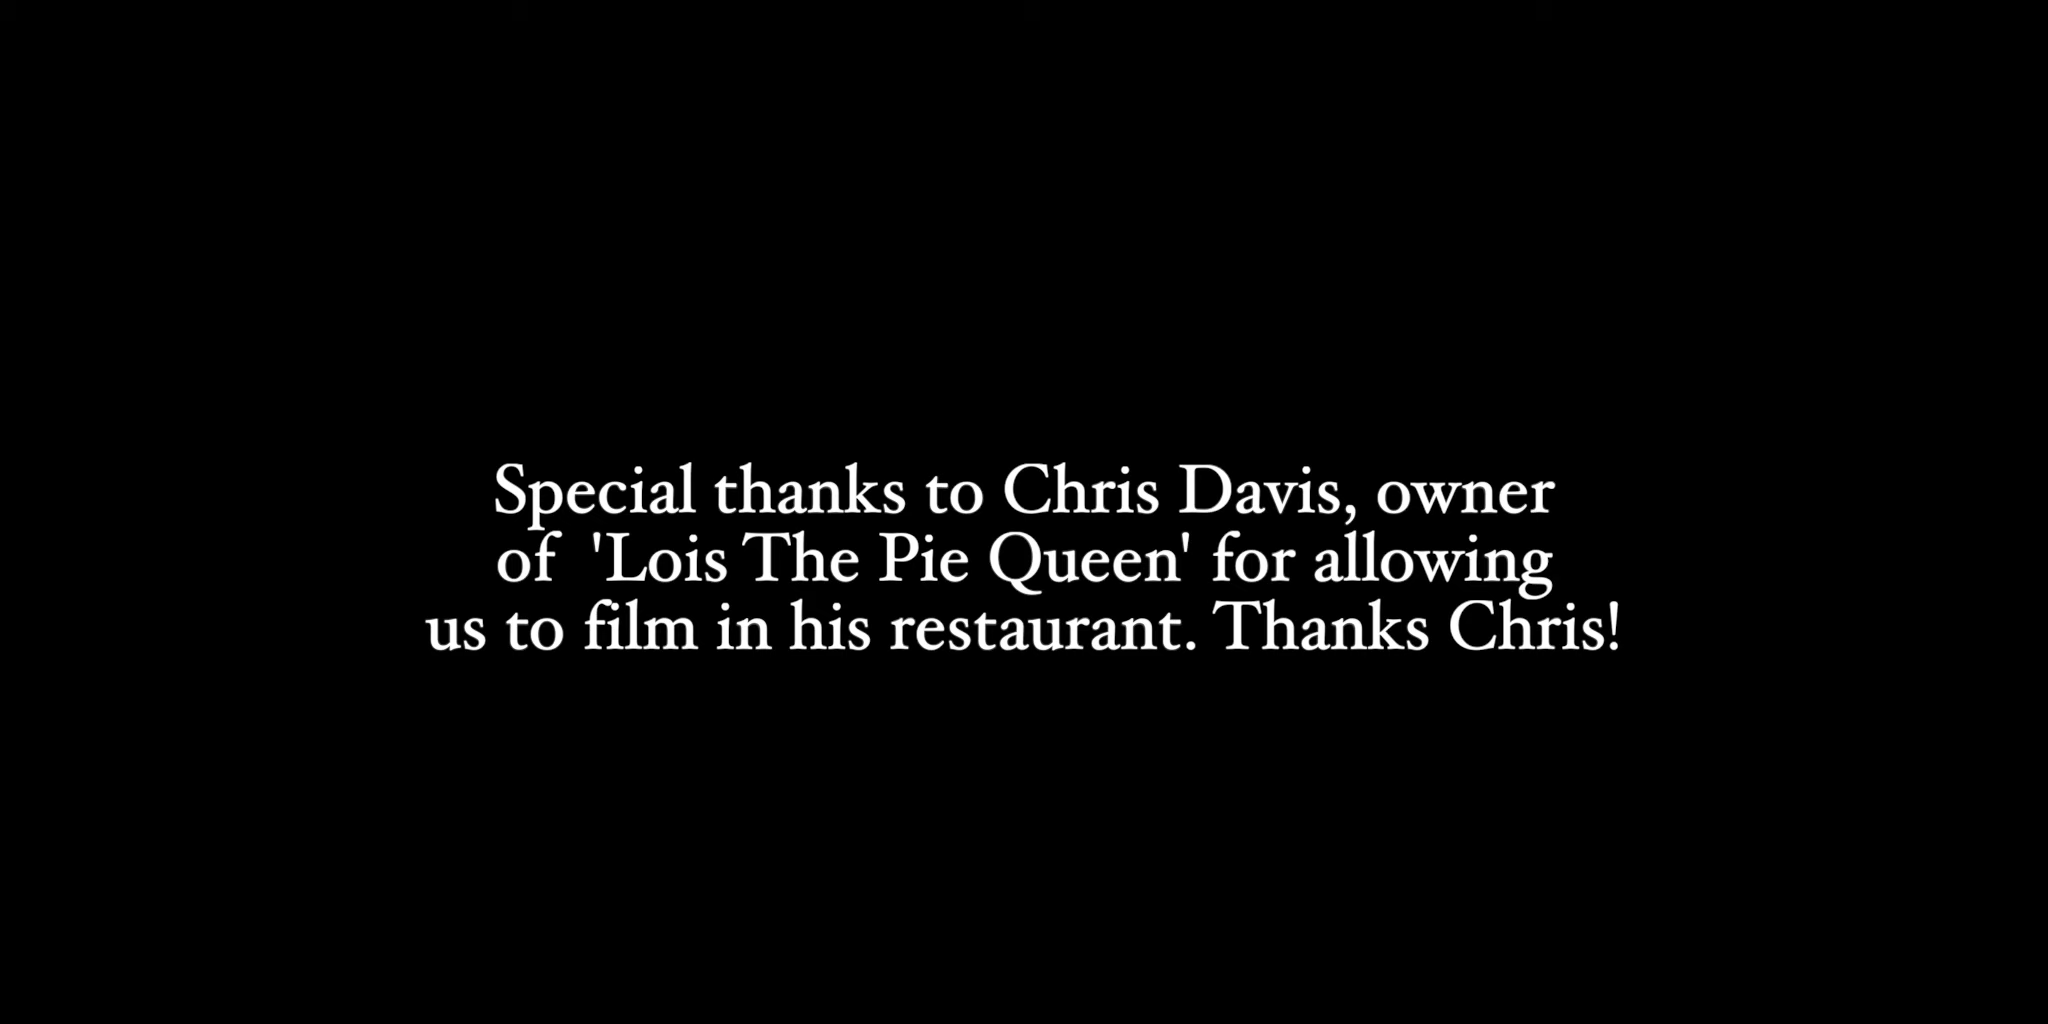 Special thanks to Chris Davis, owner
of  'Lois The Pie Queen' for allowing
us to film in his restaurant. Thanks Chris!